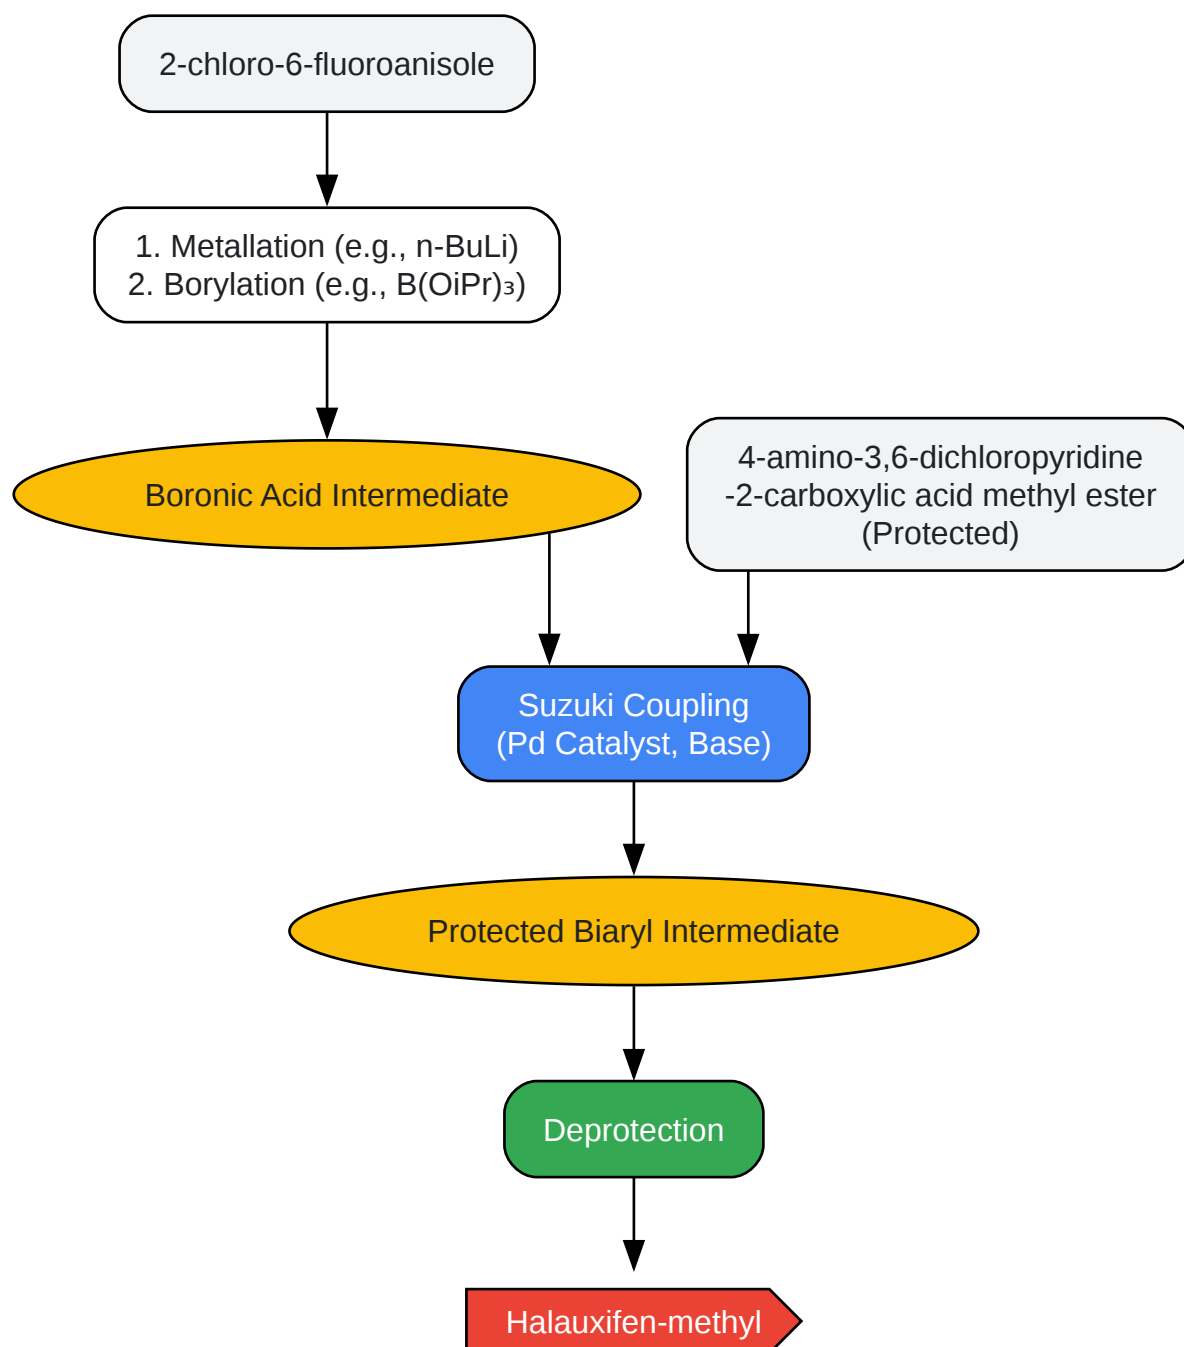 2-chloro-6-fluoroanisole
1. Metallation (e.g., n-BuLi)
2. Borylation (e.g., B(OiPr)₃)
Boronic Acid Intermediate
4-amino-3,6-dichloropyridine
-2-carboxylic acid methyl ester
(Protected)
Suzuki Coupling
(Pd Catalyst, Base)
Protected Biaryl Intermediate
Deprotection
Halauxifen-methyl